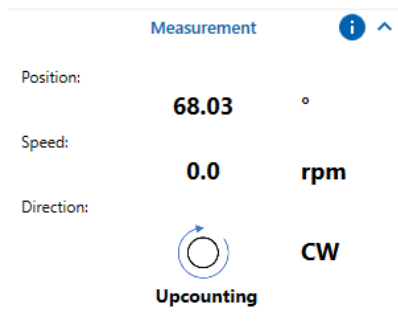 Measurement
Position:
68.03 °
Speed:
0.0 rpm
Direction:
CW
Upcounting